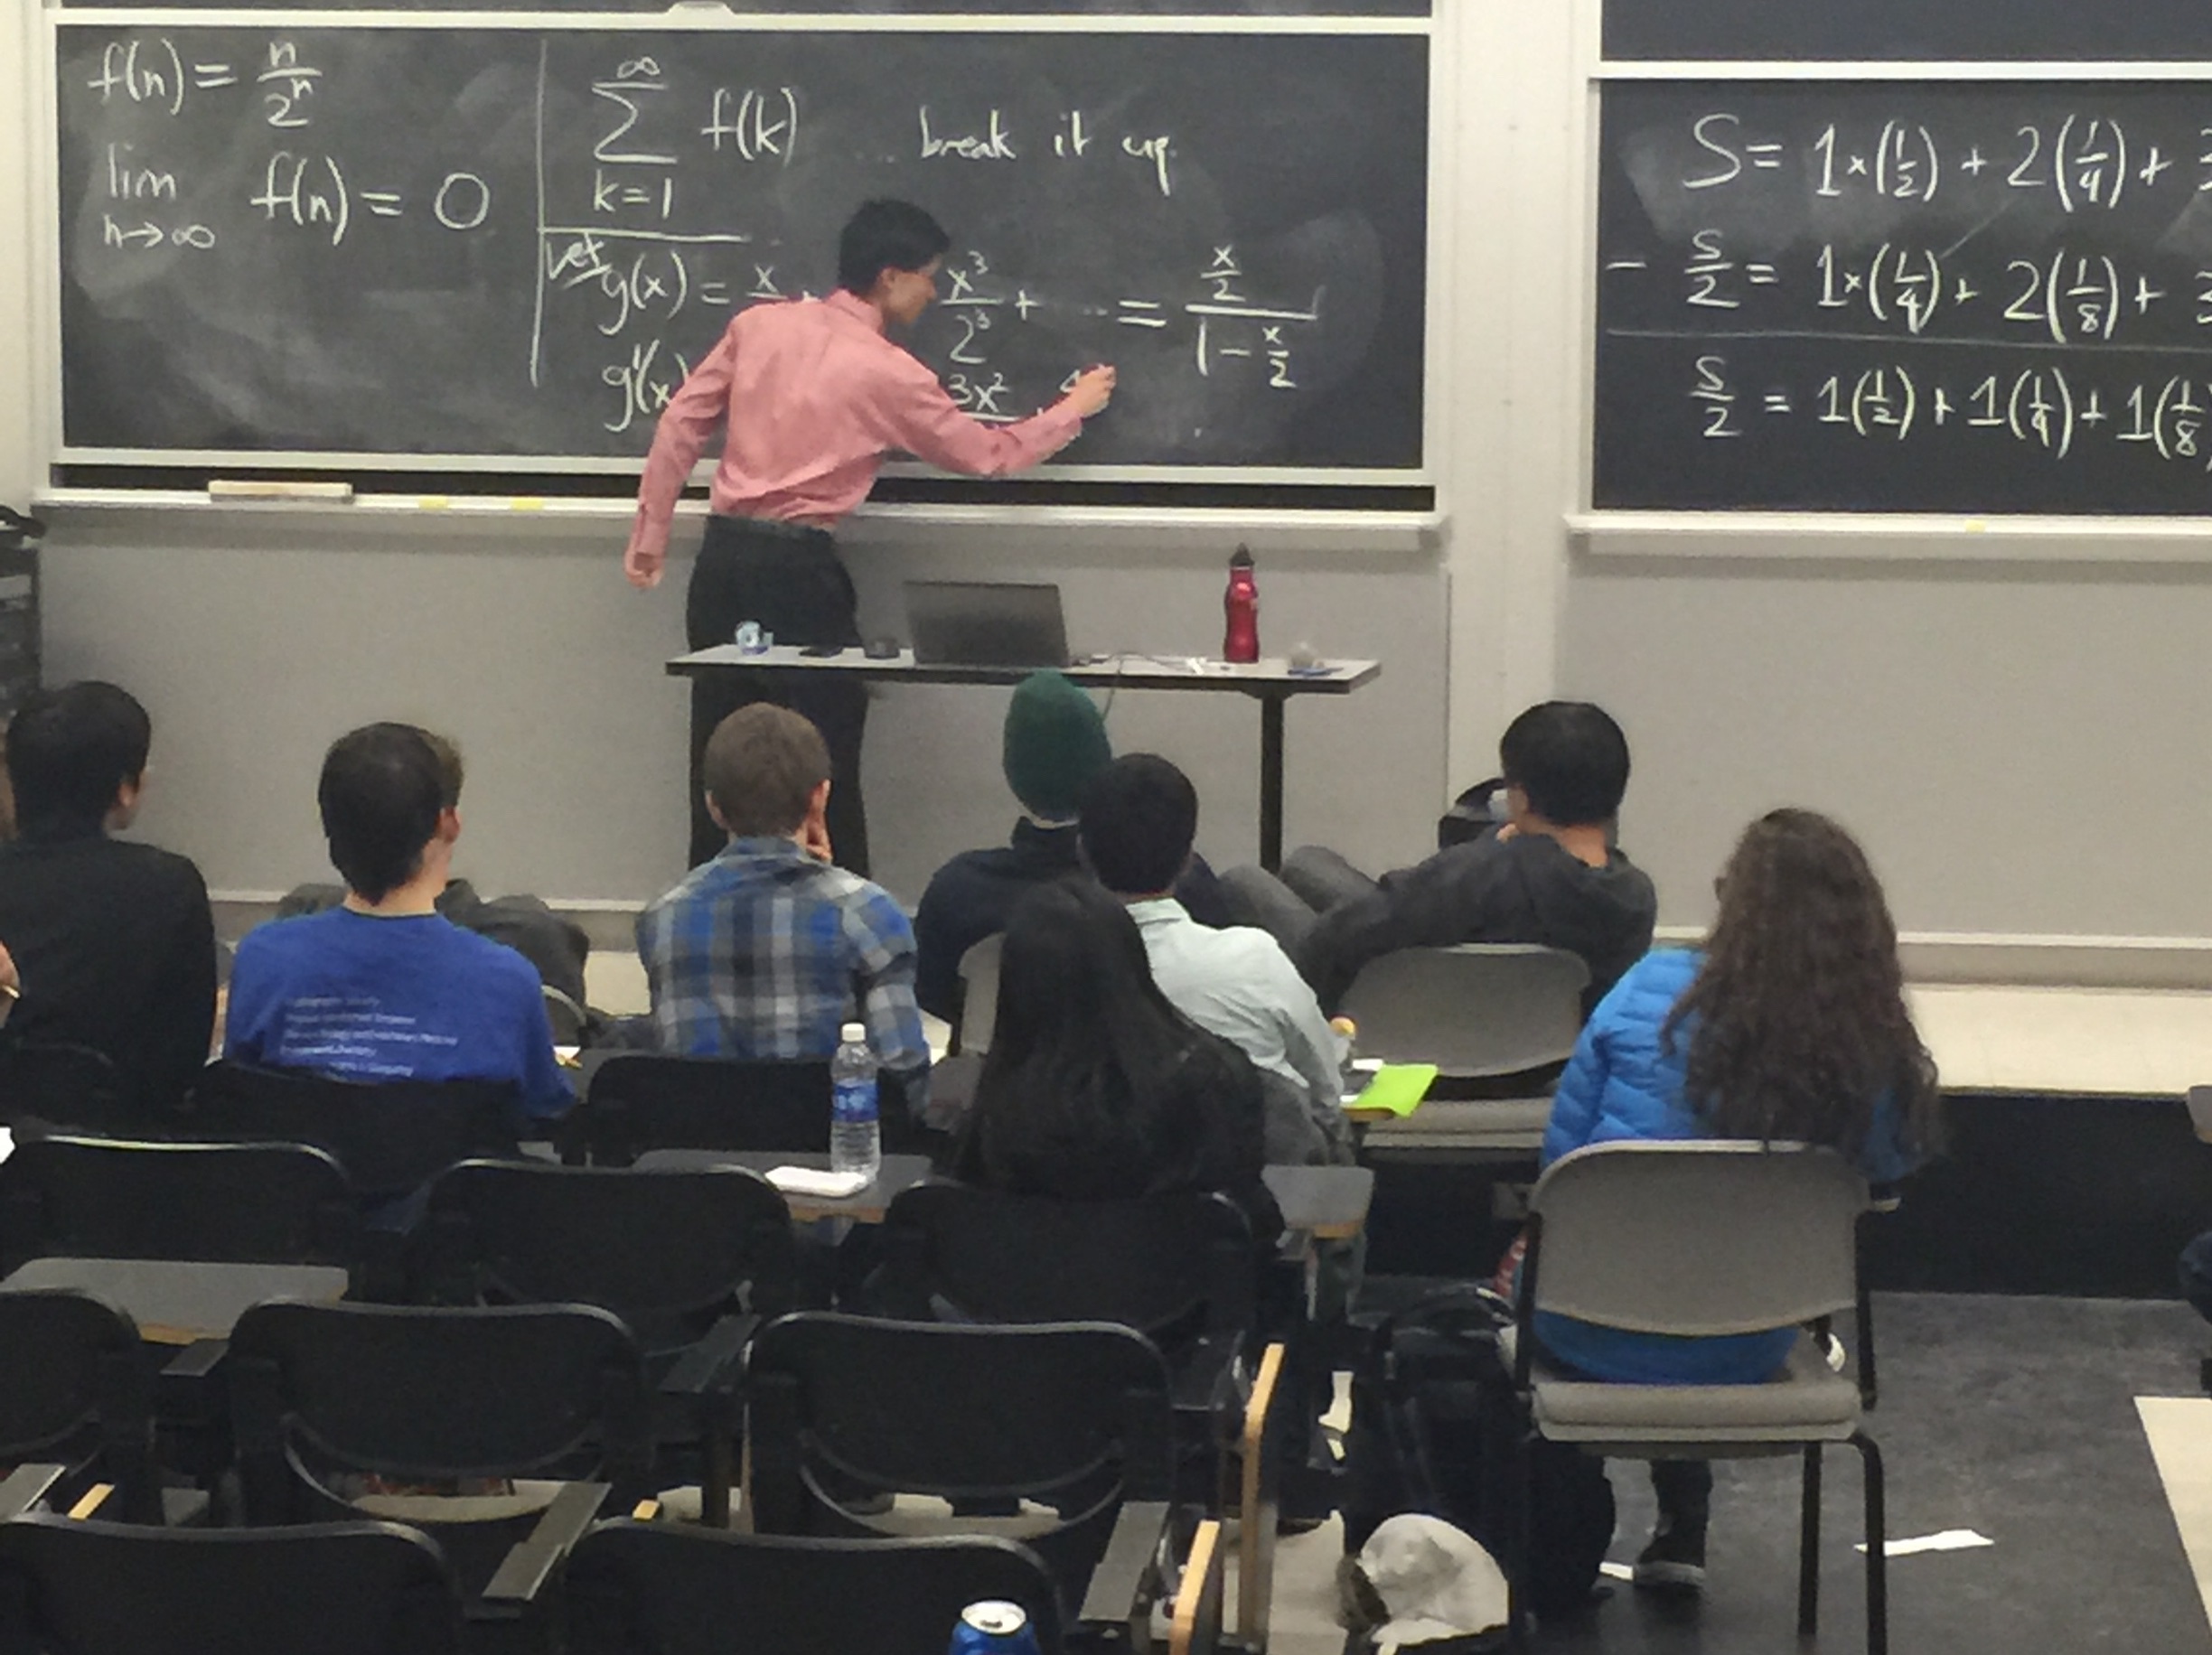 f(n) = n/2^n
lim n→∞ f(n) = 0
∞ Σ k=1 f(k) ... break it up
Let g(x) = x x^3/2^3 + ... = (x/2)/(1 - x/2)
g'(x) 3x^2
S = 1×(1/2) + 2(1/4) +
- S/2 = 1×(1/4) + 2(1/8) +
S/2 = 1(1/2) + 1(1/4) + 1(1/8